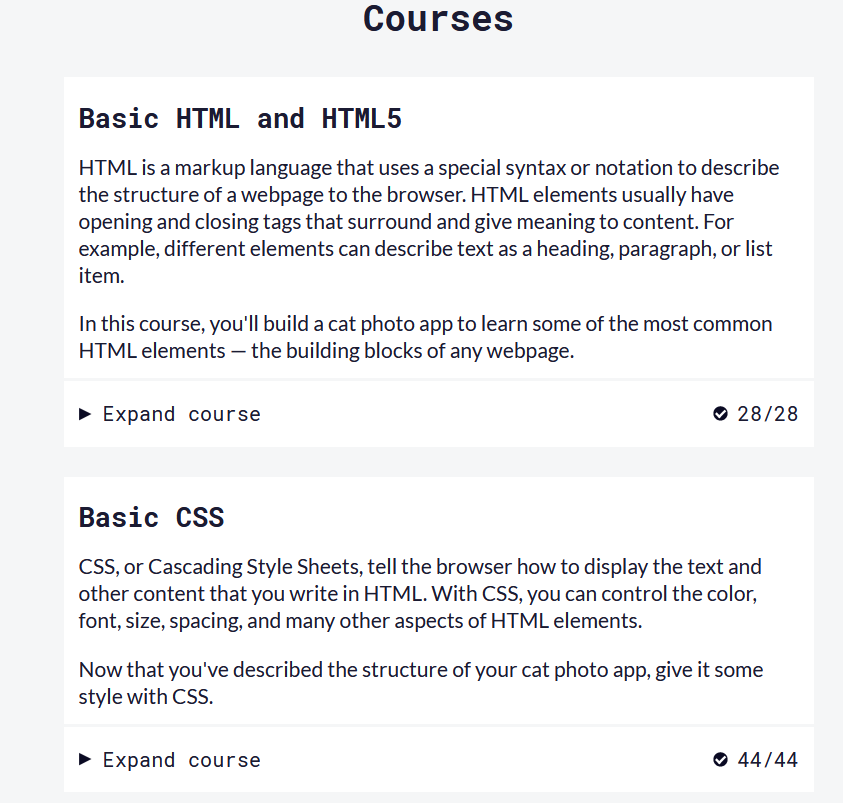 Courses
Basic HTML and HTML5
HTML is a markup language that uses a special syntax or notation to describe
the structure of a webpage to the browser. HTML elements usually have
opening and closing tags that surround and give meaning to content. For
example, different elements can describe text as a heading, paragraph, or list
item.
In this course, you'll build a cat photo app to learn some of the most common
HTML elements — the building blocks of any webpage.
Expand course 28/28
Basic CSS
CSS, or Cascading Style Sheets, tell the browser how to display the text and
other content that you write in HTML. With CSS, you can control the color,
font, size, spacing, and many other aspects of HTML elements.
Now that you've described the structure of your cat photo app, give it some
style with CSS.
Expand course 44/44